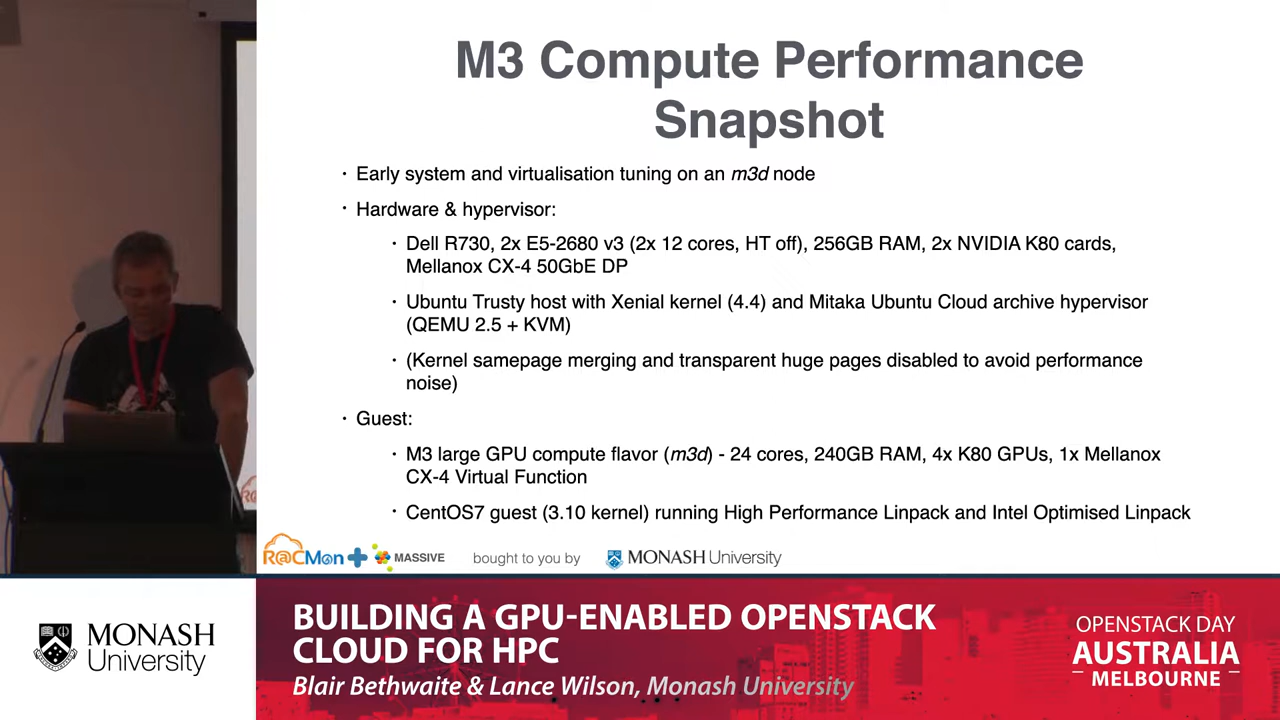 M3 Compute Performance
Snapshot
· Early system and virtualisation tuning on an m3d node
· Hardware & hypervisor:
· Dell R730, 2x E5-2680 v3 (2x 12 cores, HT off), 256GB RAM, 2x NVIDIA K80 cards,
Mellanox CX-4 50GbE DP
· Ubuntu Trusty host with Xenial kernel (4.4) and Mitaka Ubuntu Cloud archive hypervisor
(QEMU 2.5 + KVM)
· (Kernel samepage merging and transparent huge pages disabled to avoid performance
noise)
· Guest:
· M3 large GPU compute flavor (m3d) - 24 cores, 240GB RAM, 4x K80 GPUs, 1x Mellanox
CX-4 Virtual Function
· CentOS7 guest (3.10 kernel) running High Performance Linpack and Intel Optimised Linpack
R@CMon MASSIVE bought to you by MONASH University
MONASH
University
BUILDING A GPU-ENABLED OPENSTACK
CLOUD FOR HPC
Blair Bethwaite & Lance Wilson, Monash University
OPENSTACK DAY
AUSTRALIA
MELBOURNE